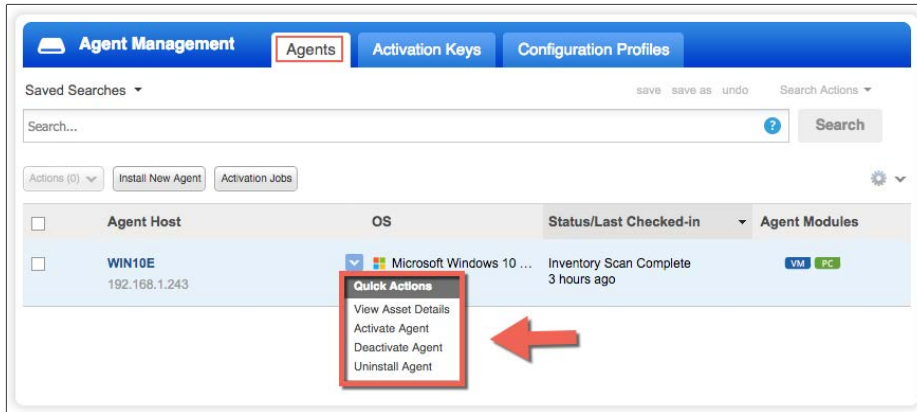 Agent Management Agents Activation Keys Configuration Profiles
Saved Searches save save as undo Search Actions
Search... ? Search
Actions (0) Install New Agent Activation Jobs
Agent Host OS Status/Last Checked-in Agent Modules
WIN10E Microsoft Windows 10 ... Inventory Scan Complete VM PC
192.168.1.243 3 hours ago
Quick Actions
View Asset Details
Activate Agent
Deactivate Agent
Uninstall Agent